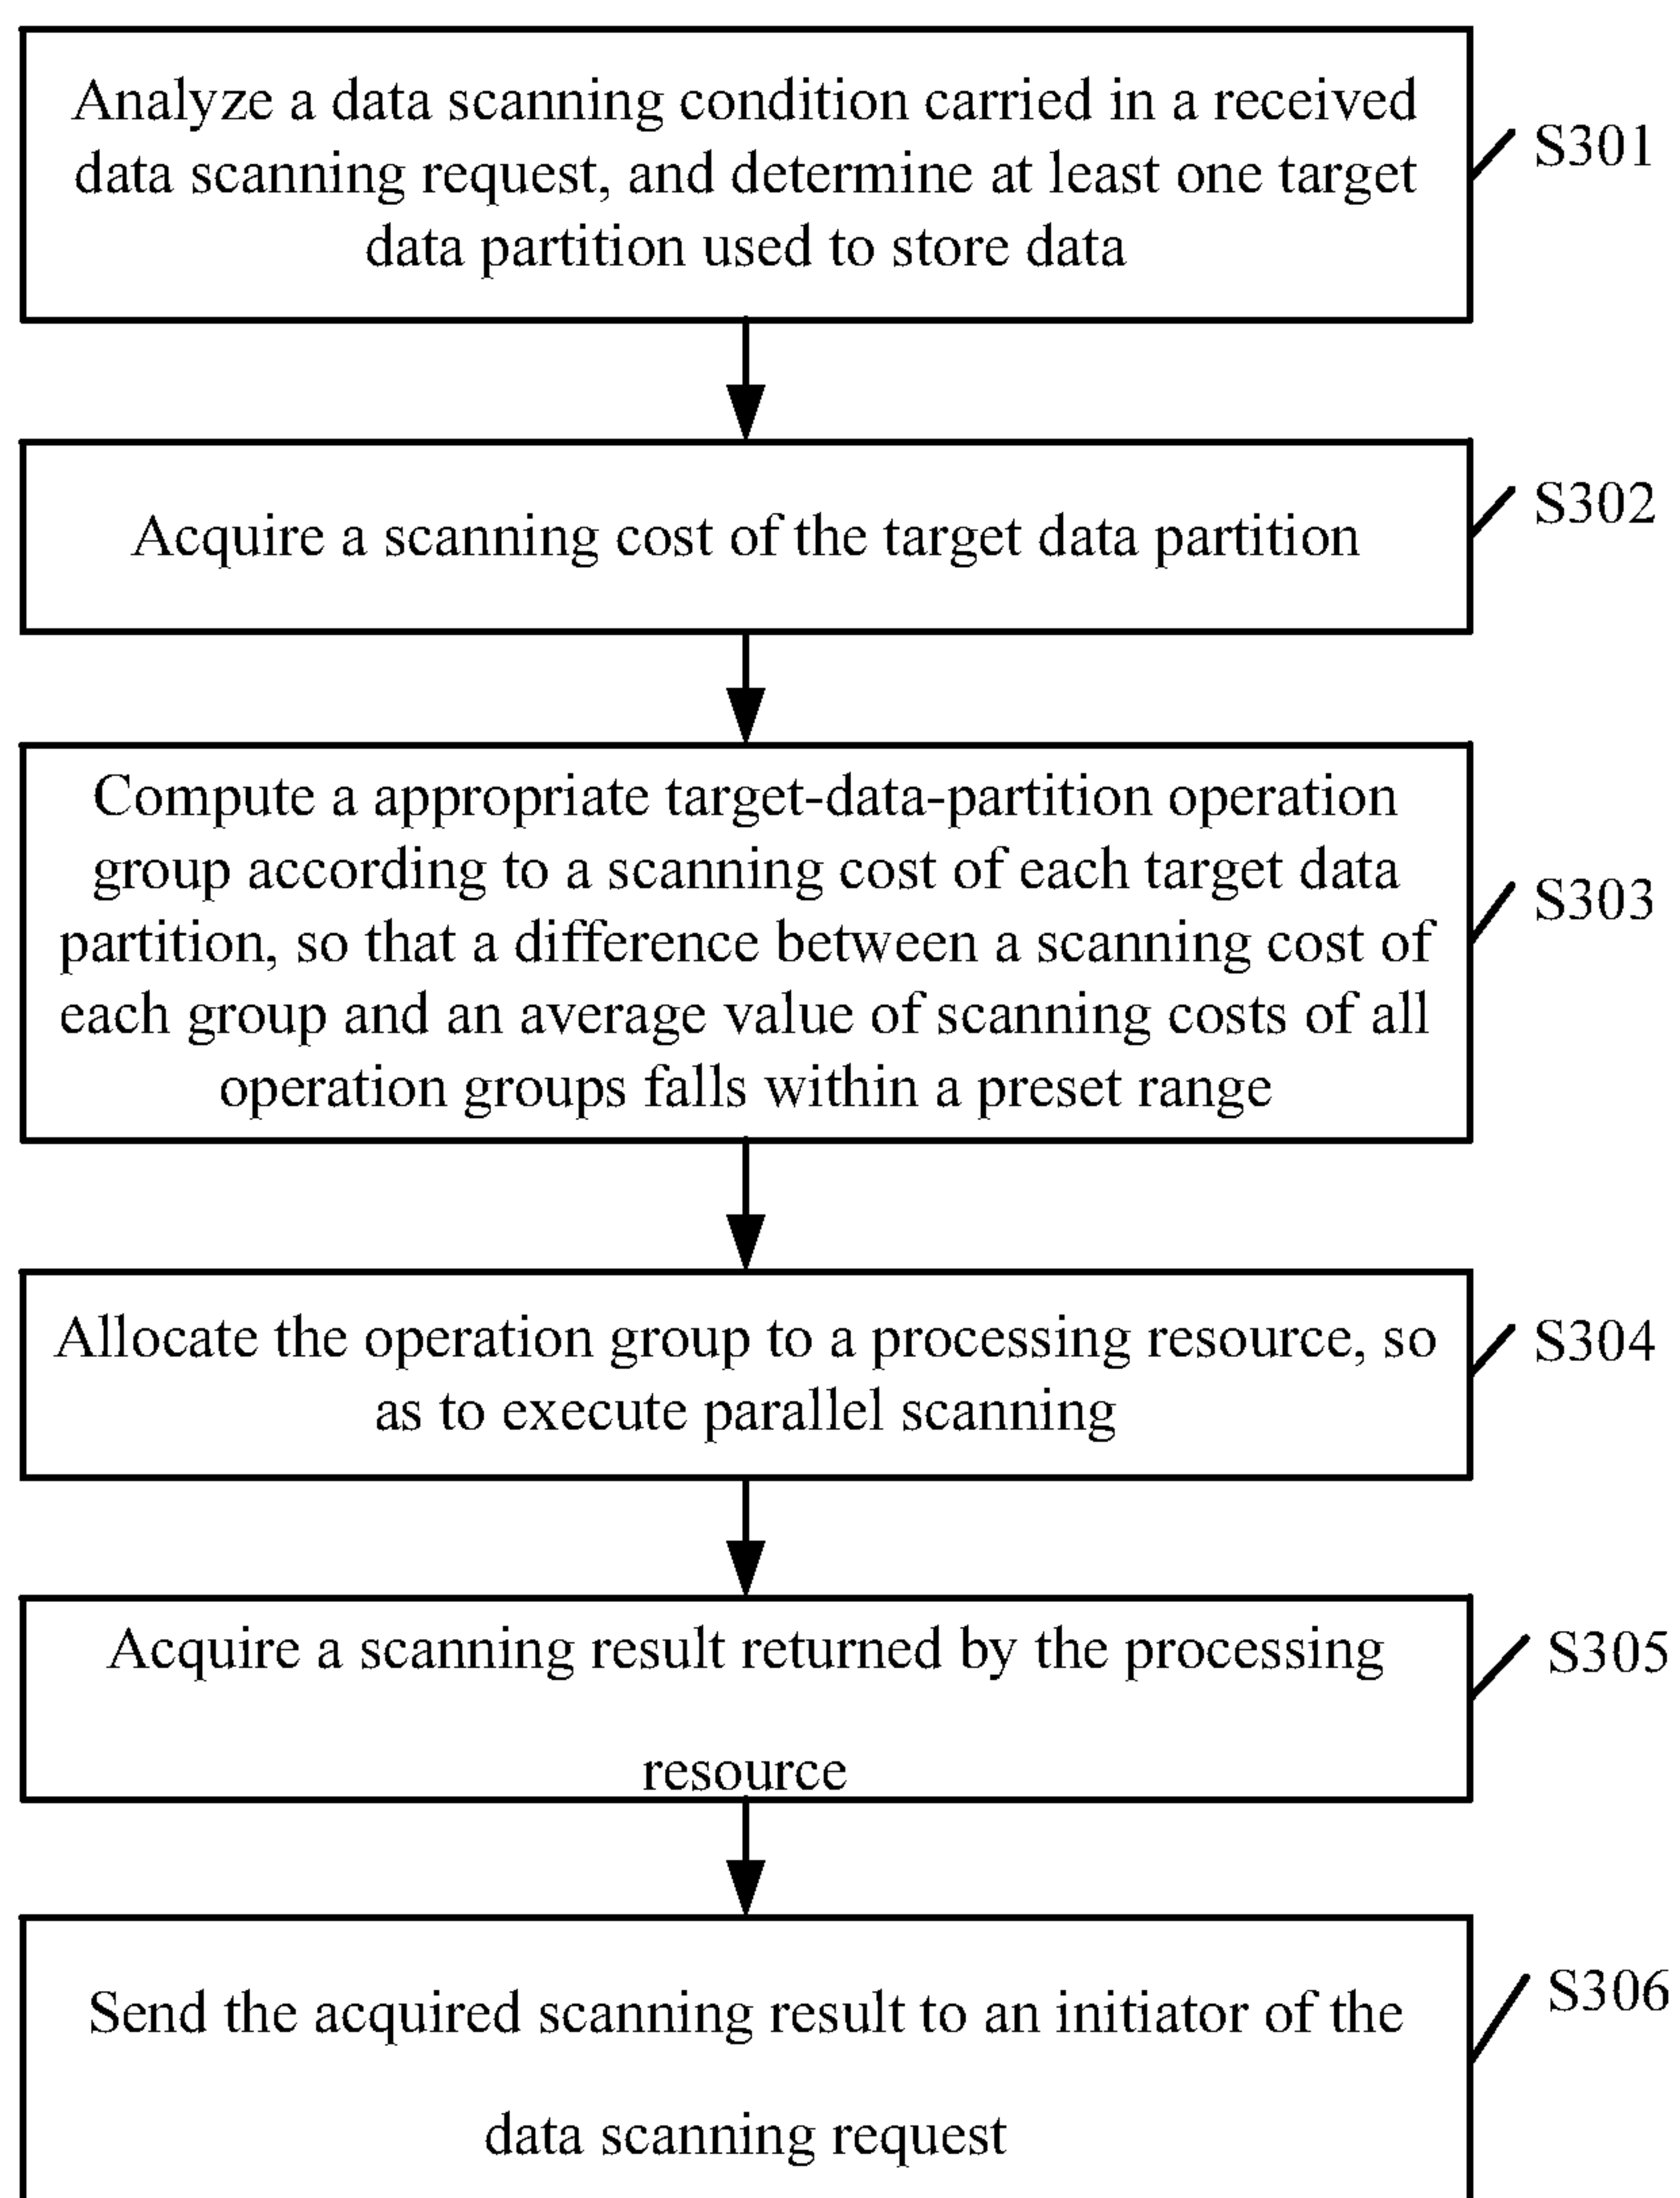 Analyze a data scanning condition carried in a received
data scanning request, and determine at least one target
data partition used to store data
S301
Acquire a scanning cost of the target data partition
S302
Compute a appropriate target-data-partition operation
group according to a scanning cost of each target data
partition, so that a difference between a scanning cost of
each group and an average value of scanning costs of all
operation groups falls within a preset range
S303
Allocate the operation group to a processing resource, so
as to execute parallel scanning
S304
Acquire a scanning result returned by the processing
resource
S305
Send the acquired scanning result to an initiator of the
data scanning request
S306